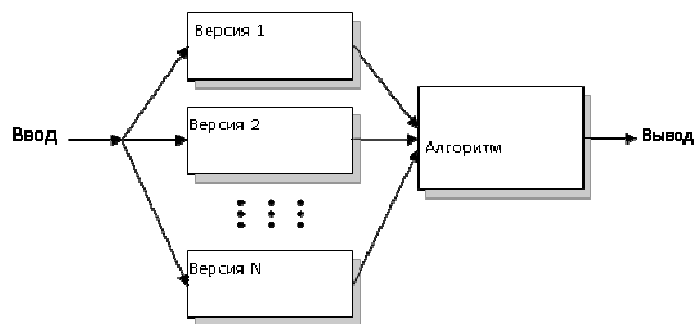 Версия 1
Ввод
Версия 2
Алгоритм
Вывод
Версия N